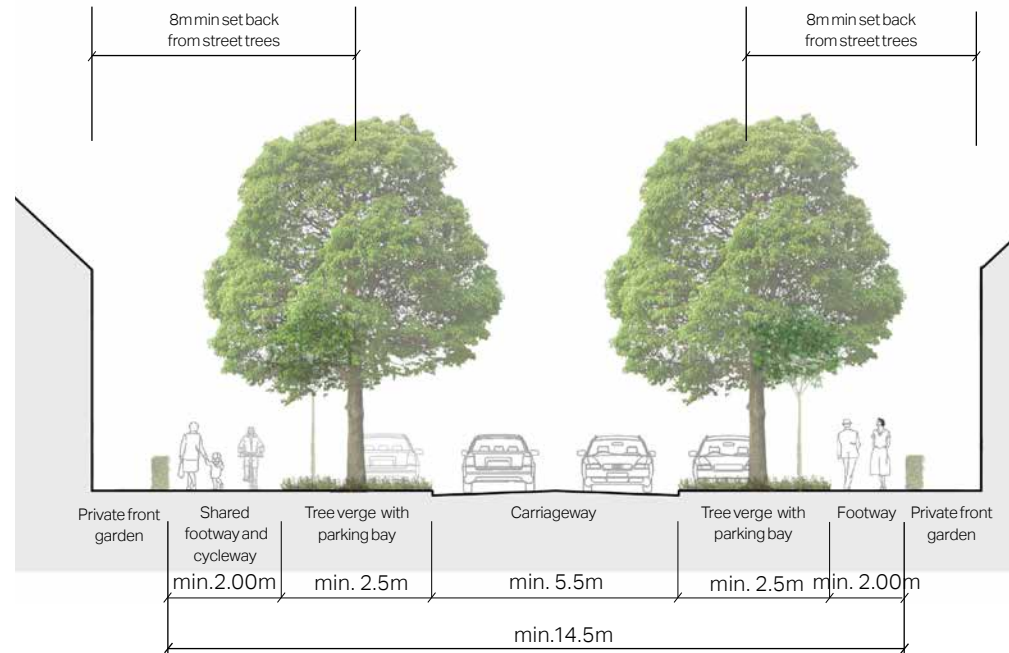 8m min set back
from street trees
8m min set back
from street trees
Private front
garden
Shared
footway and
cycleway
Tree verge with
parking bay
Carriageway
Tree verge with
parking bay
Footway
Private front
garden
min.2.00m
min. 2.5m
min. 5.5m
min. 2.5m
min. 2.00m
min.14.5m